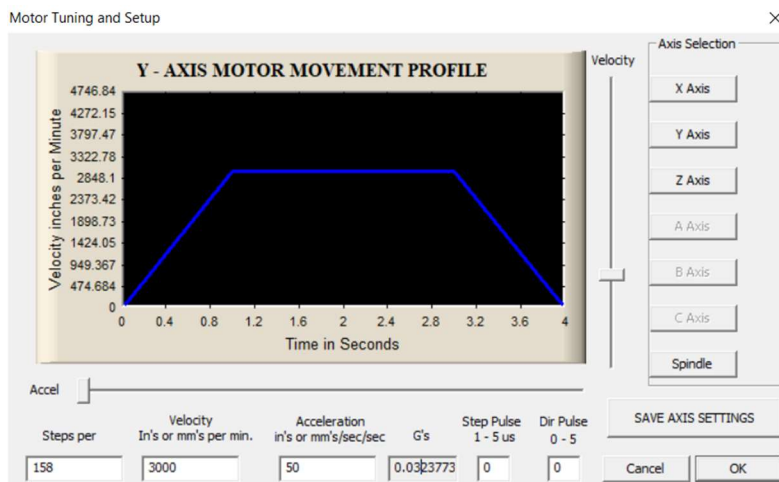 Motor Tuning and Setup
Y - AXIS MOTOR MOVEMENT PROFILE
Velocity inches per Minute
4746.84
4272.15
3797.47
3322.78
2848.1
2373.42
1898.73
1424.05
949.367
474.684
0
0 0.4 0.8 1.2 1.6 2 2.4 2.8 3.2 3.6 4
Time in Seconds
Velocity
Axis Selection
X Axis
Y Axis
Z Axis
A Axis
B Axis
C Axis
Spindle
Accel
Steps per
Velocity
In's or mm's per min.
Acceleration
in's or mm's/sec/sec
G's
Step Pulse
1 - 5 us
Dir Pulse
0 - 5
158
3000
50
0.0323773
0
0
SAVE AXIS SETTINGS
Cancel
OK